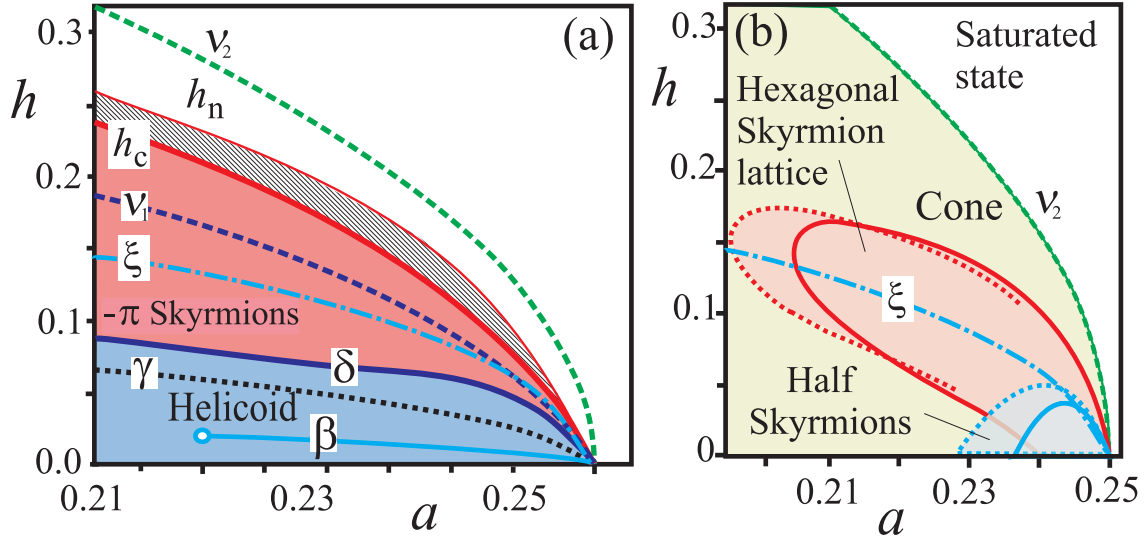 (a)
0.3
0.2
0.1
0.0
h
ν2
hn
hc
ν1
ξ
-π Skyrmions
δ
γ
Helicoid
β
0.21
0.23
0.25
a
(b)
0.3
0.2
0.1
0
h
Saturated
state
Hexagonal
Skyrmion
lattice
Cone
ν2
ξ
Half
Skyrmions
0.21
0.23
0.25
a